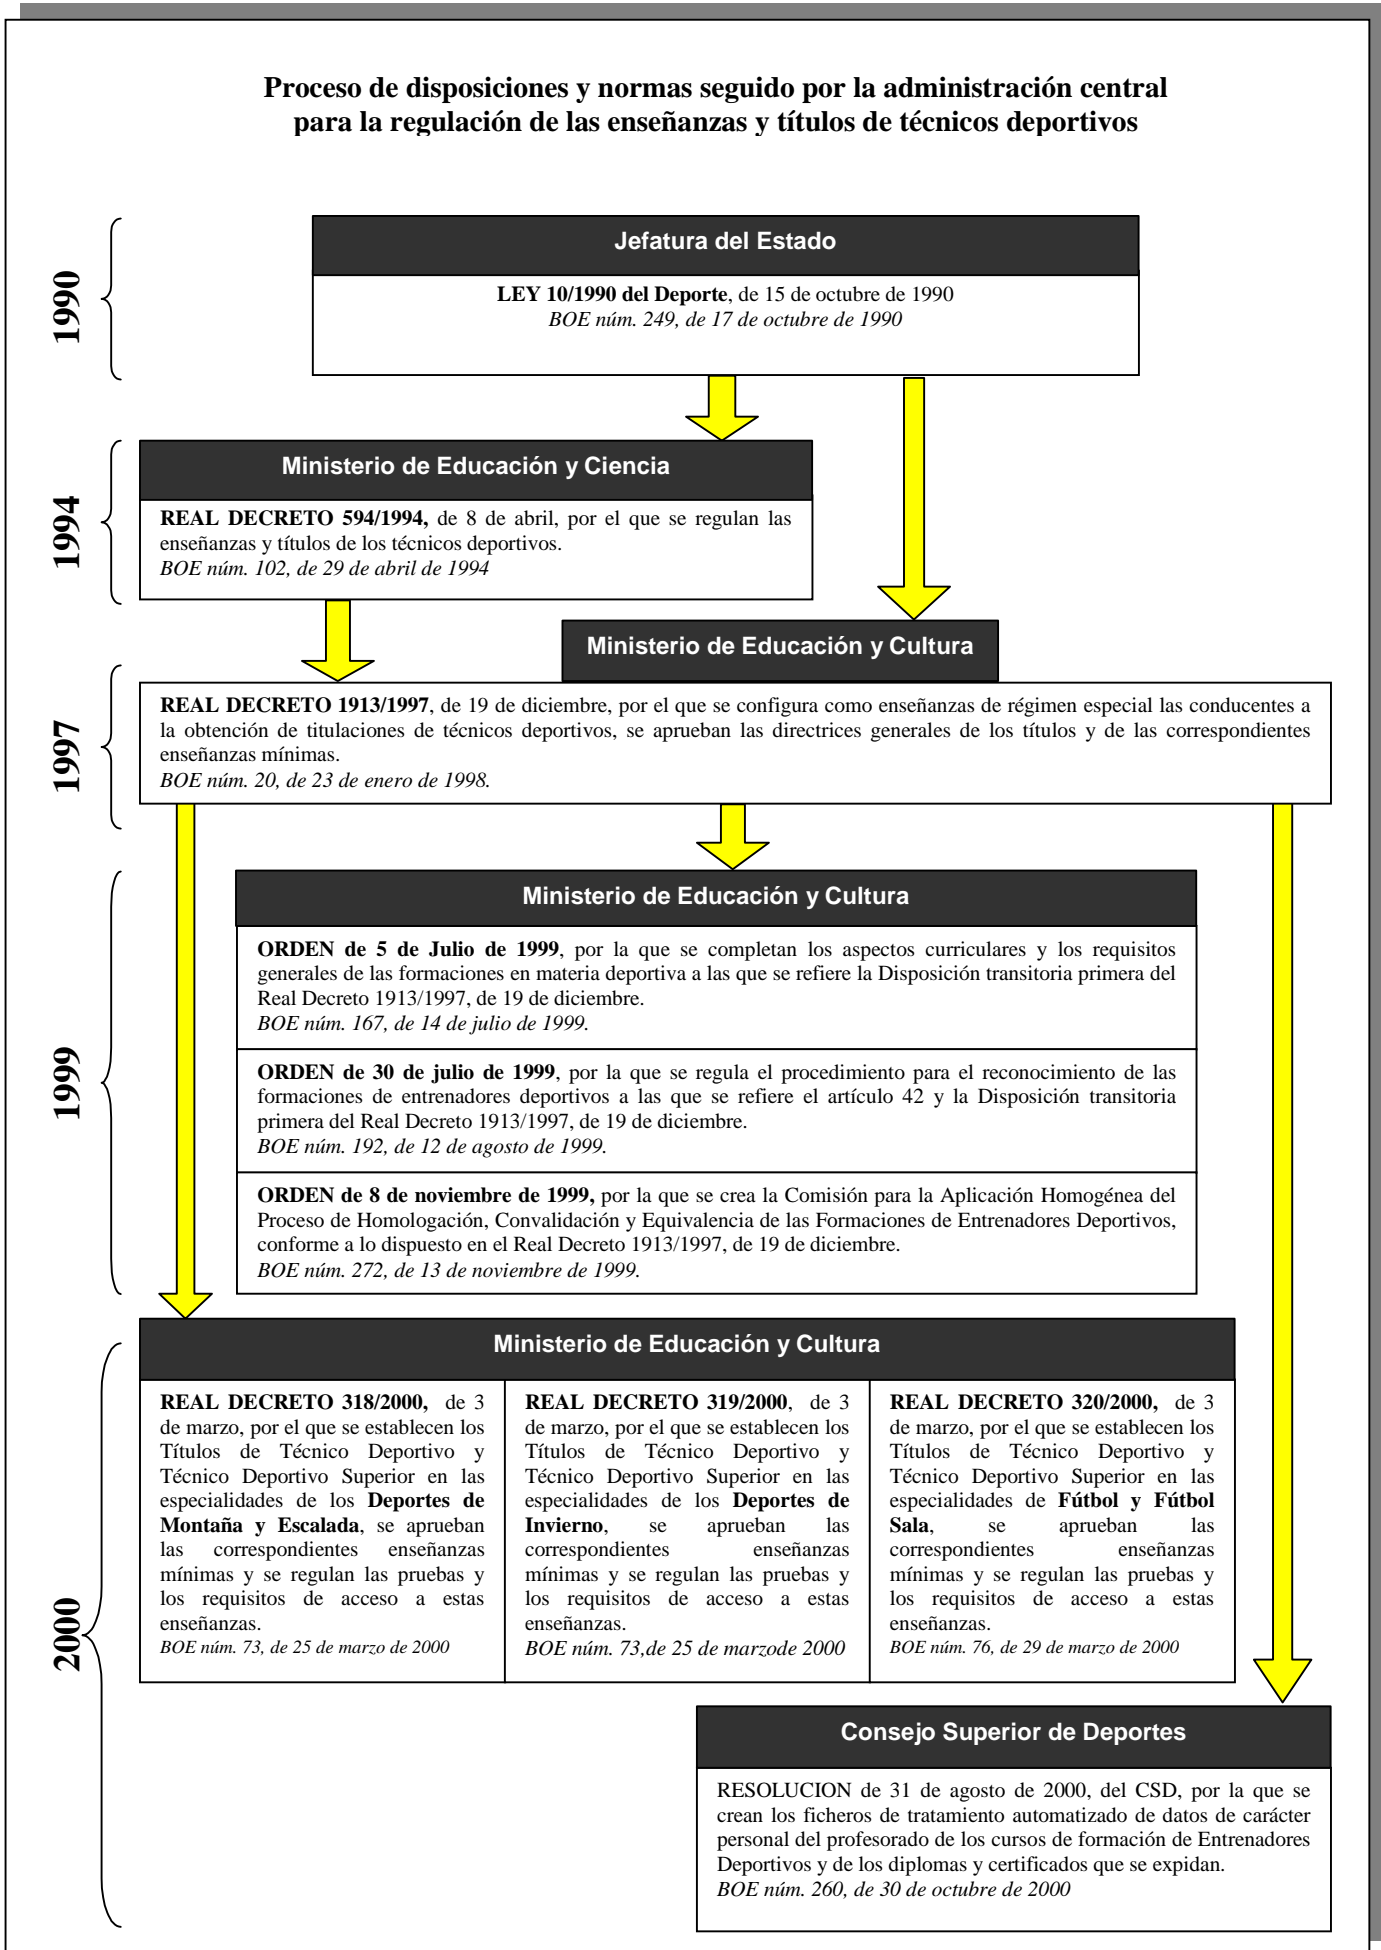 Proceso de disposiciones y normas seguido por la administración central
para la regulación de las enseñanzas y títulos de técnicos deportivos
1990
Jefatura del Estado
LEY 10/1990 del Deporte, de 15 de octubre de 1990
BOE núm. 249, de 17 de octubre de 1990
1994
Ministerio de Educación y Ciencia
REAL DECRETO 594/1994, de 8 de abril, por el que se regulan las
enseñanzas y títulos de los técnicos deportivos.
BOE núm. 102, de 29 de abril de 1994
1997
Ministerio de Educación y Cultura
REAL DECRETO 1913/1997, de 19 de diciembre, por el que se configura como enseñanzas de régimen especial las conducentes a
la obtención de titulaciones de técnicos deportivos, se aprueban las directrices generales de los títulos y de las correspondientes
enseñanzas mínimas.
BOE núm. 20, de 23 de enero de 1998.
1999
Ministerio de Educación y Cultura
ORDEN de 5 de Julio de 1999, por la que se completan los aspectos curriculares y los requisitos
generales de las formaciones en materia deportiva a las que se refiere la Disposición transitoria primera del
Real Decreto 1913/1997, de 19 de diciembre.
BOE núm. 167, de 14 de julio de 1999.
ORDEN de 30 de julio de 1999, por la que se regula el procedimiento para el reconocimiento de las
formaciones de entrenadores deportivos a las que se refiere el artículo 42 y la Disposición transitoria
primera del Real Decreto 1913/1997, de 19 de diciembre.
BOE núm. 192, de 12 de agosto de 1999.
ORDEN de 8 de noviembre de 1999, por la que se crea la Comisión para la Aplicación Homogénea del
Proceso de Homologación, Convalidación y Equivalencia de las Formaciones de Entrenadores Deportivos,
conforme a lo dispuesto en el Real Decreto 1913/1997, de 19 de diciembre.
BOE núm. 272, de 13 de noviembre de 1999.
2000
Ministerio de Educación y Cultura
REAL DECRETO 318/2000, de 3
de marzo, por el que se establecen los
Títulos de Técnico Deportivo y
Técnico Deportivo Superior en las
especialidades de los Deportes de
Montaña y Escalada, se aprueban
las correspondientes enseñanzas
mínimas y se regulan las pruebas y
los requisitos de acceso a estas
enseñanzas.
BOE núm. 73, de 25 de marzo de 2000
REAL DECRETO 319/2000, de 3
de marzo, por el que se establecen los
Títulos de Técnico Deportivo y
Técnico Deportivo Superior en las
especialidades de los Deportes de
Invierno, se aprueban las
correspondientes enseñanzas
mínimas y se regulan las pruebas y
los requisitos de acceso a estas
enseñanzas.
BOE núm. 73,de 25 de marzode 2000
REAL DECRETO 320/2000, de 3
de marzo, por el que se establecen los
Títulos de Técnico Deportivo y
Técnico Deportivo Superior en las
especialidades de Fútbol y Fútbol
Sala, se aprueban las
correspondientes enseñanzas
mínimas y se regulan las pruebas y
los requisitos de acceso a estas
enseñanzas.
BOE núm. 76, de 29 de marzo de 2000
Consejo Superior de Deportes
RESOLUCION de 31 de agosto de 2000, del CSD, por la que se
crean los ficheros de tratamiento automatizado de datos de carácter
personal del profesorado de los cursos de formación de Entrenadores
Deportivos y de los diplomas y certificados que se expidan.
BOE núm. 260, de 30 de octubre de 2000